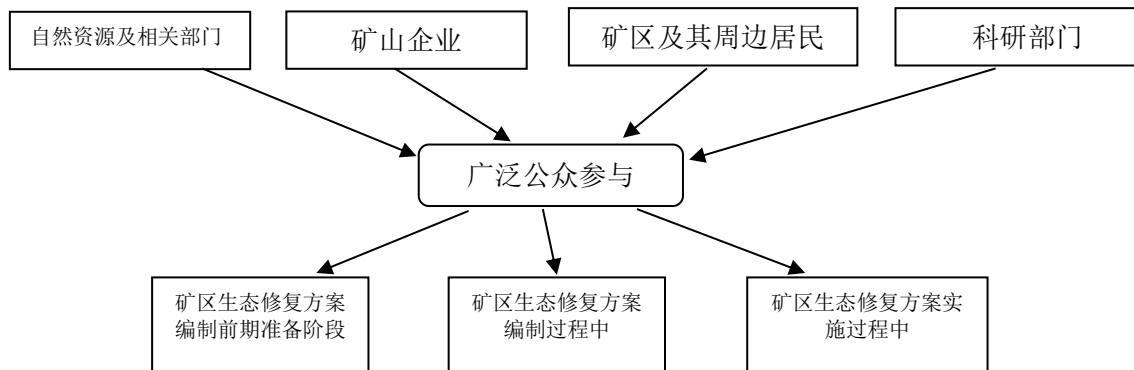 自然资源及相关部门
矿山企业
矿区及其周边居民
科研部门
广泛公众参与
矿区生态修复方案
编制前期准备阶段
矿区生态修复方案
编制过程中
矿区生态修复方案实
施过程中